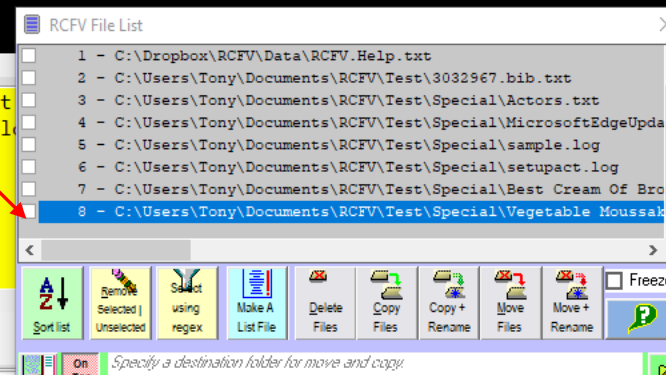 RCFV File List
1 - C:\Dropbox\RCFV\Data\RCFV.Help.txt
2 - C:\Users\Tony\Documents\RCFV\Test\3032967.bib.txt
3 - C:\Users\Tony\Documents\RCFV\Test\Special\Actors.txt
4 - C:\Users\Tony\Documents\RCFV\Test\Special\MicrosoftEdgeUpda
5 - C:\Users\Tony\Documents\RCFV\Test\Special\sample.log
6 - C:\Users\Tony\Documents\RCFV\Test\Special\setupact.log
7 - C:\Users\Tony\Documents\RCFV\Test\Special\Best Cream Of Bro
8 - C:\Users\Tony\Documents\RCFV\Test\Special\Vegetable Moussak
Sort list
Remove Selected | Unselected
Select using regex
Make A List File
Delete Files
Copy Files
Copy + Rename
Move Files
Move + Rename
Freez
On
Specify a destination folder for move and copy.